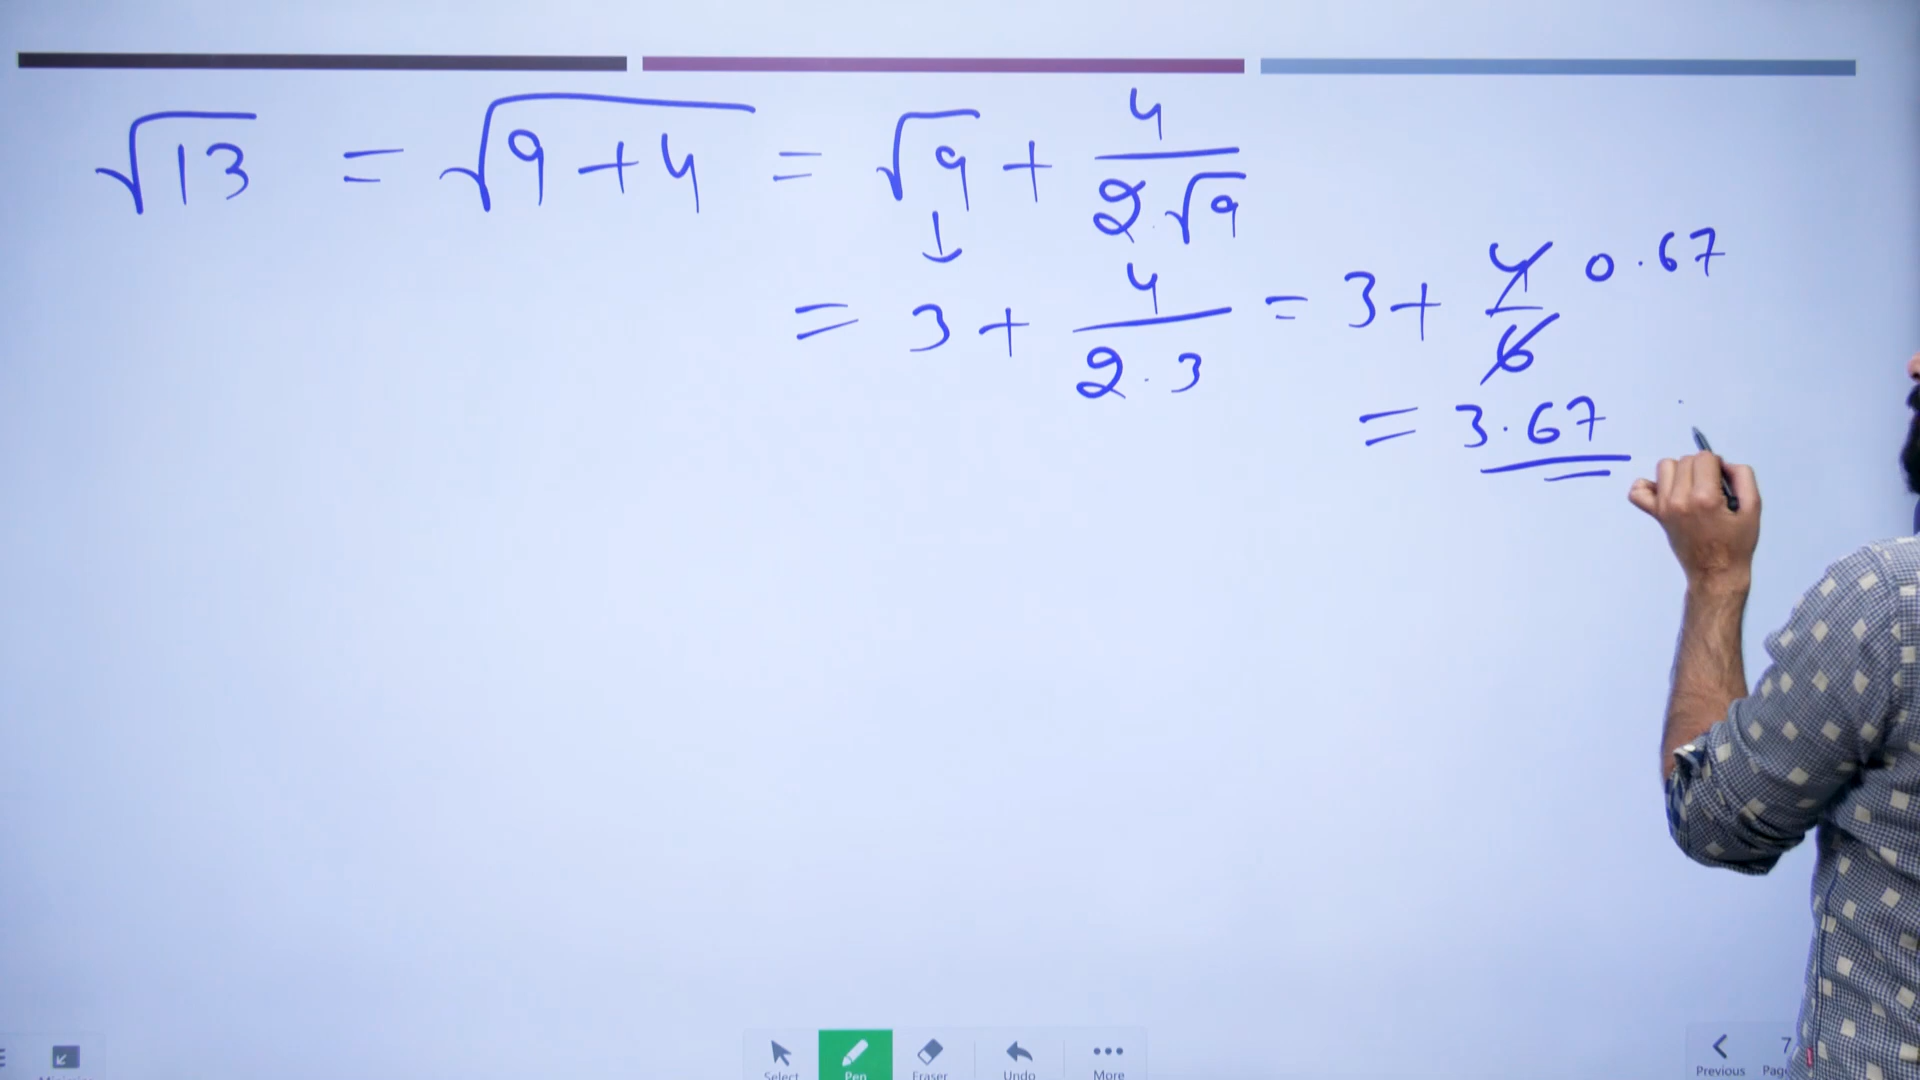 √13 = √9+4 = √9 + 4/2.√9
↓
= 3 + 4/2.3 = 3 + 4/6 0.67
= 3.67
Select Pen Eraser Undo ... More
Previous
7